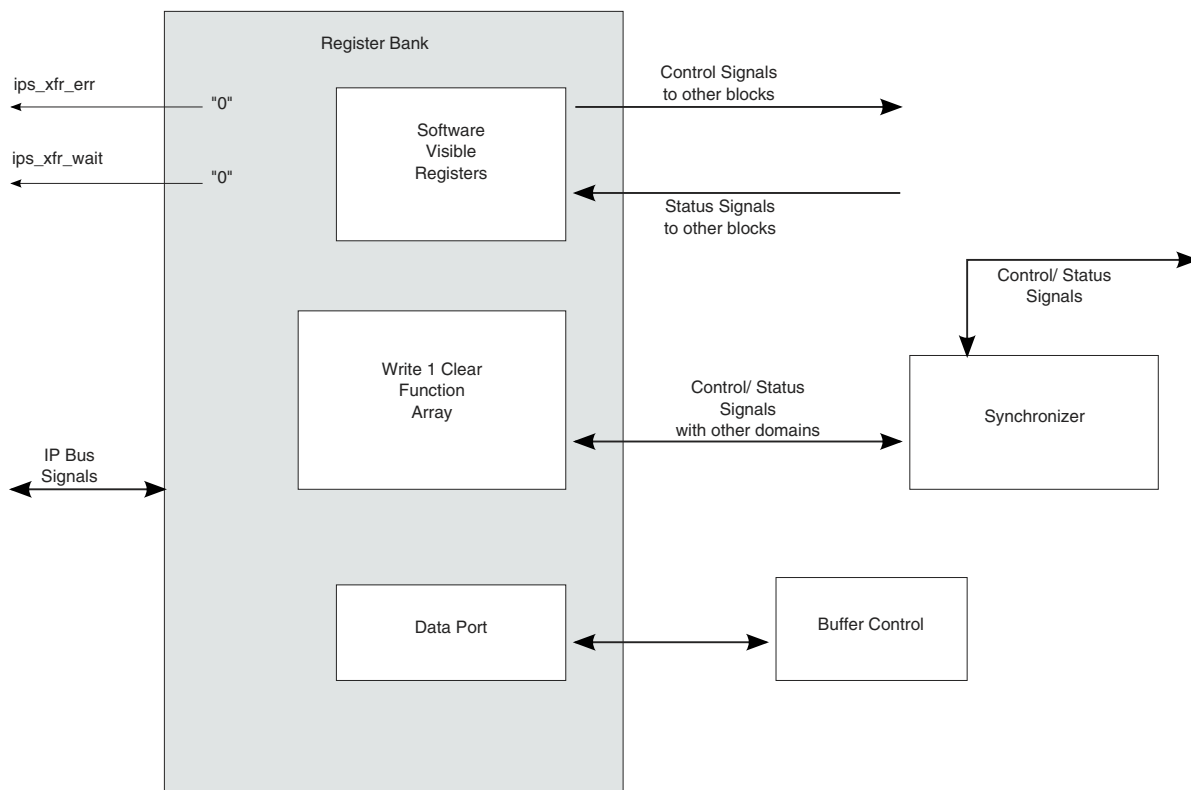 Register Bank
ips_xfr_err
"0"
Control Signals
to other blocks
Software
Visible
Registers
ips_xfr_wait
"0"
Status Signals
to other blocks
Control/ Status
Signals
Write 1 Clear
Function
Array
Control/ Status
Signals
with other domains
Synchronizer
IP Bus
Signals
Data Port
Buffer Control